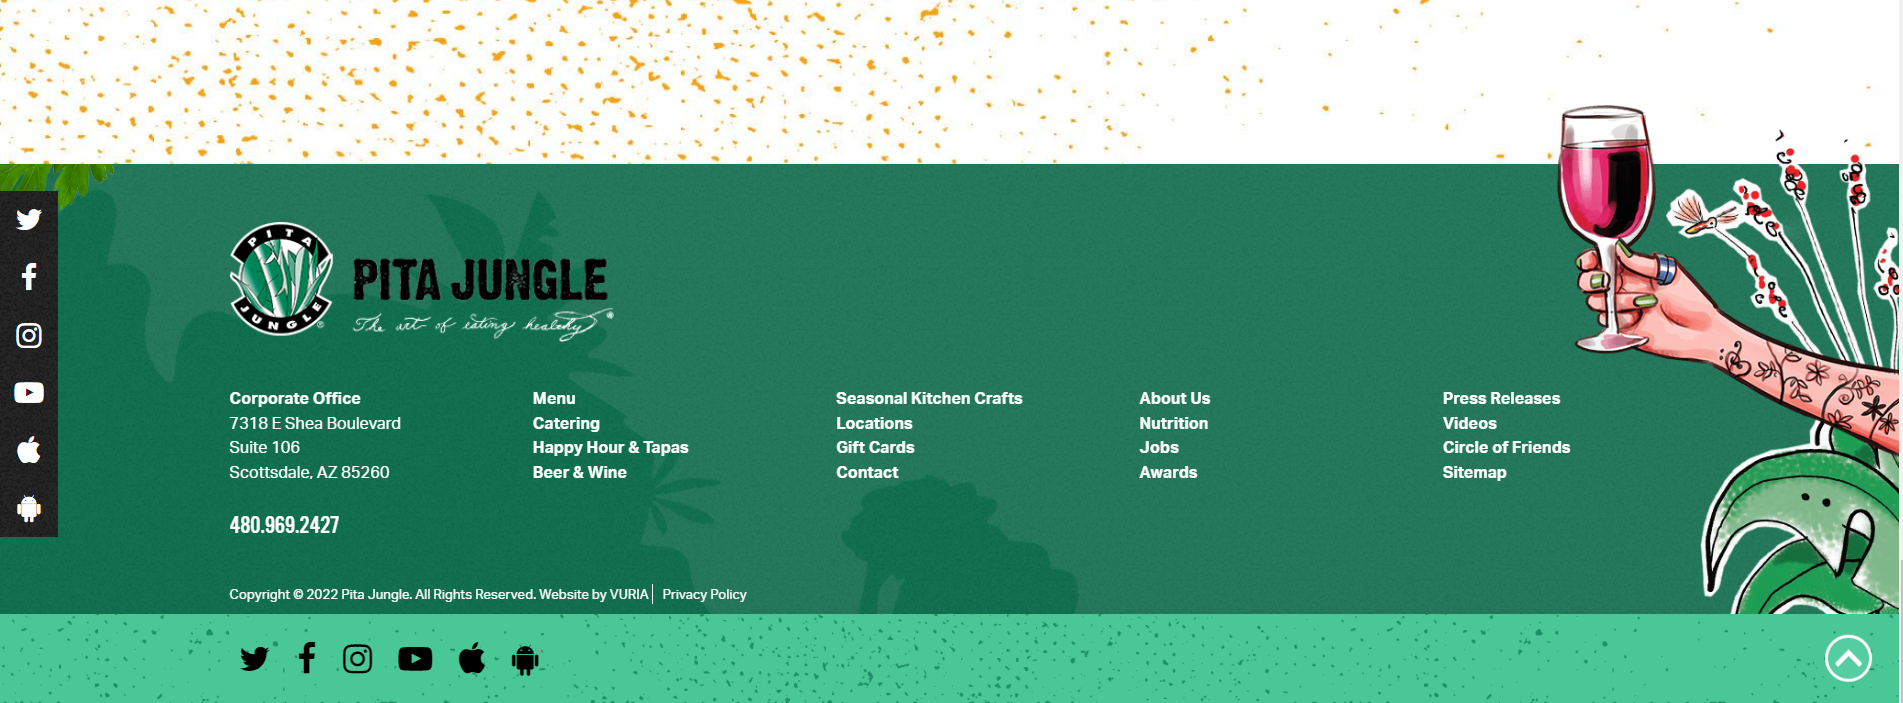 PITA
JUNGLE
PITA JUNGLE
The art of eating healthy®
Corporate Office
7318 E Shea Boulevard
Suite 106
Scottsdale, AZ 85260
480.969.2427
Menu
Catering
Happy Hour & Tapas
Beer & Wine
Seasonal Kitchen Crafts
Locations
Gift Cards
Contact
About Us
Nutrition
Jobs
Awards
Press Releases
Videos
Circle of Friends
Sitemap
Copyright © 2022 Pita Jungle. All Rights Reserved. Website by VURIA | Privacy Policy